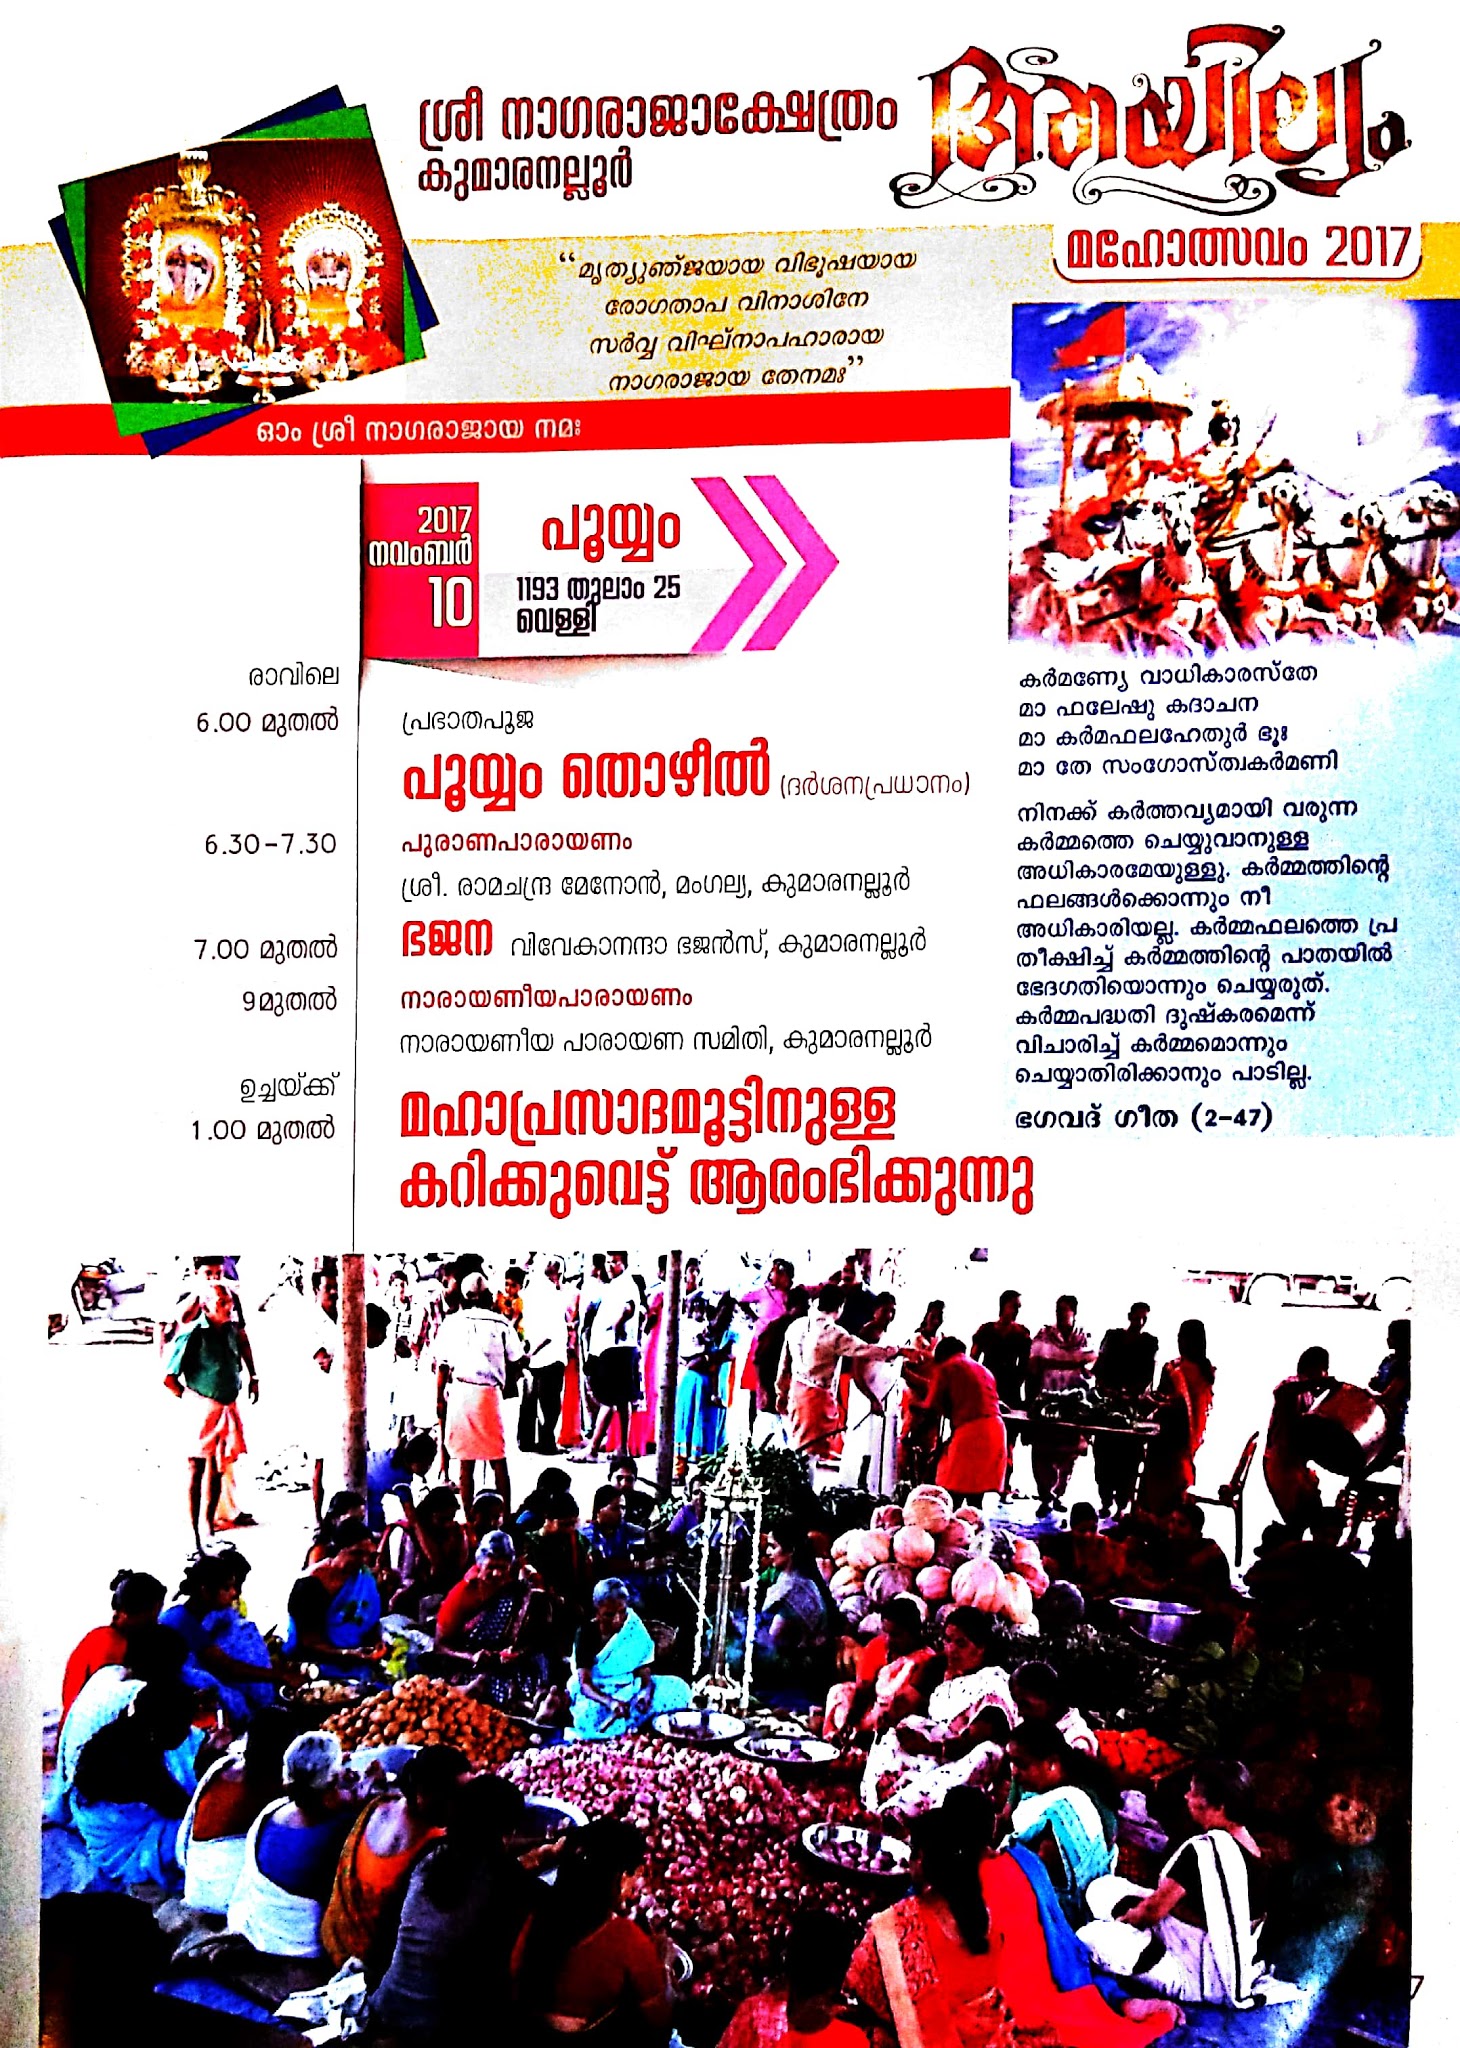 ശ്രീ നാഗരാജാക്ഷേത്രം
കുമാരനല്ലൂർ
ആയില്യം
മഹോത്സവം 2017
“മൃത്യുഞ്ജയായ വിഭുഷയായ
രോഗതാപ വിനാശിനേ
സർവ്വ വിഘ്നാപഹാരായ
നാഗരാജായ തേനമഃ”
ഓം ശ്രീ നാഗരാജായ നമഃ
2017
നവംബർ
10
പൂയ്യം
1193 തുലാം 25
വെള്ളി
രാവിലെ
6.00 മുതൽ പ്രഭാതപൂജ
പൂയ്യം തൊഴീൽ (ദർശനപ്രധാനം)
6.30-7.30 പുരാണപാരായണം
ശ്രീ. രാമചന്ദ്ര മേനോൻ, മംഗല്യ, കുമാരനല്ലൂർ
7.00 മുതൽ ഭജന വിവേകാനന്ദാ ഭജൻസ്, കുമാരനല്ലൂർ
9മുതൽ നാരായണീയപാരായണം
നാരായണീയ പാരായണ സമിതി, കുമാരനല്ലൂർ
ഉച്ചയ്ക്ക്
1.00 മുതൽ മഹാപ്രസാദമൂട്ടിനുള്ള
കറിക്കുവെട്ട് ആരംഭിക്കുന്നു
കർമണ്യേ വാധികാരസ്തേ
മാ ഫലേഷു കദാചന
മാ കർമഫലഹേതുർ ഭൂഃ
മാ തേ സംഗോസ്ത്വകർമണി
നിനക്ക് കർത്തവ്യമായി വരുന്ന
കർമ്മത്തെ ചെയ്യുവാനുള്ള
അധികാരമേയുള്ളു. കർമ്മത്തിന്റെ
ഫലങ്ങൾക്കൊന്നും നീ
അധികാരിയല്ല. കർമ്മഫലത്തെ പ്ര
തീക്ഷിച്ച് കർമ്മത്തിന്റെ പാതയിൽ
ഭേദഗതിയൊന്നും ചെയ്യരുത്.
കർമ്മപദ്ധതി ദുഷ്കരമെന്ന്
വിചാരിച്ച് കർമ്മമൊന്നും
ചെയ്യാതിരിക്കാനും പാടില്ല.
ഭഗവദ് ഗീത (2-47)
7